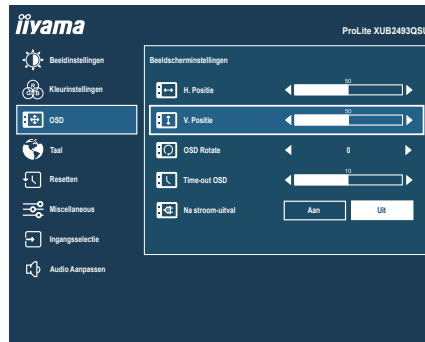 iiyama
ProLite XUB2493QSU
Beeldinstellingen
Kleurinstellingen
R
G B
OSD
Taal
Resetten
Miscellaneous
Ingangsselectie
Audio Aanpassen
Beeldscherminstellingen
H. Positie
50
V. Positie
50
OSD Rotate
0
Time-out OSD
10
Na stroom-uitval
Aan
Uit